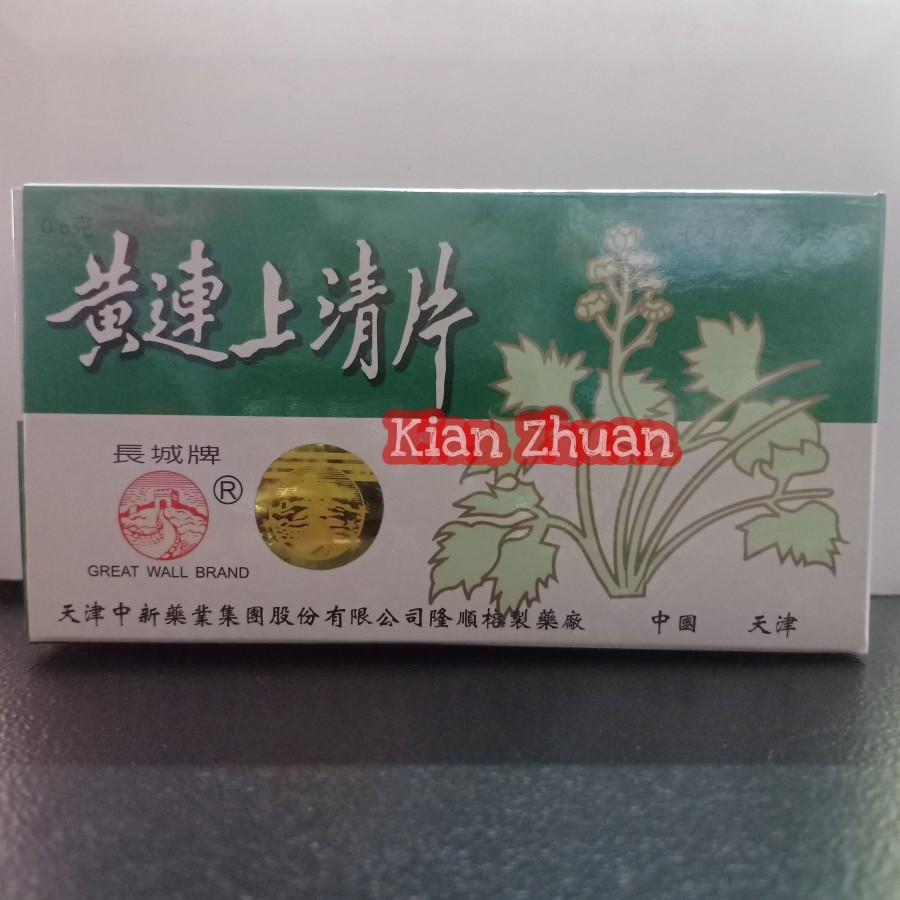 0.6克
黃連上清片
Kian Zhuan
長城牌
®
GREAT WALL BRAND
天津中新藥業集團股份有限公司隆順榕製藥廠 中國 天津